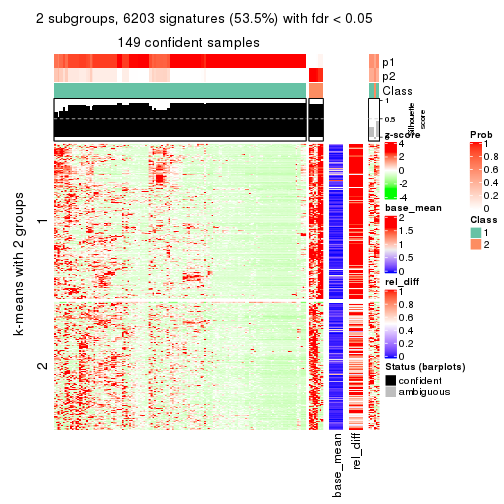 2 subgroups, 6203 signatures (53.5%) with fdr < 0.05
149 confident samples
p1
p2
Class
1
0.5
0
Silhouette
score
k-means with 2 groups
1
2
base_mean
rel_diff
z-score
4
2
0
-2
-4
base_mean
2
1.5
1
0.5
0
rel_diff
1
0.8
0.6
0.4
0.2
0
Status (barplots)
confident
ambiguous
Prob
1
0.8
0.6
0.4
0.2
0
Class
1
2